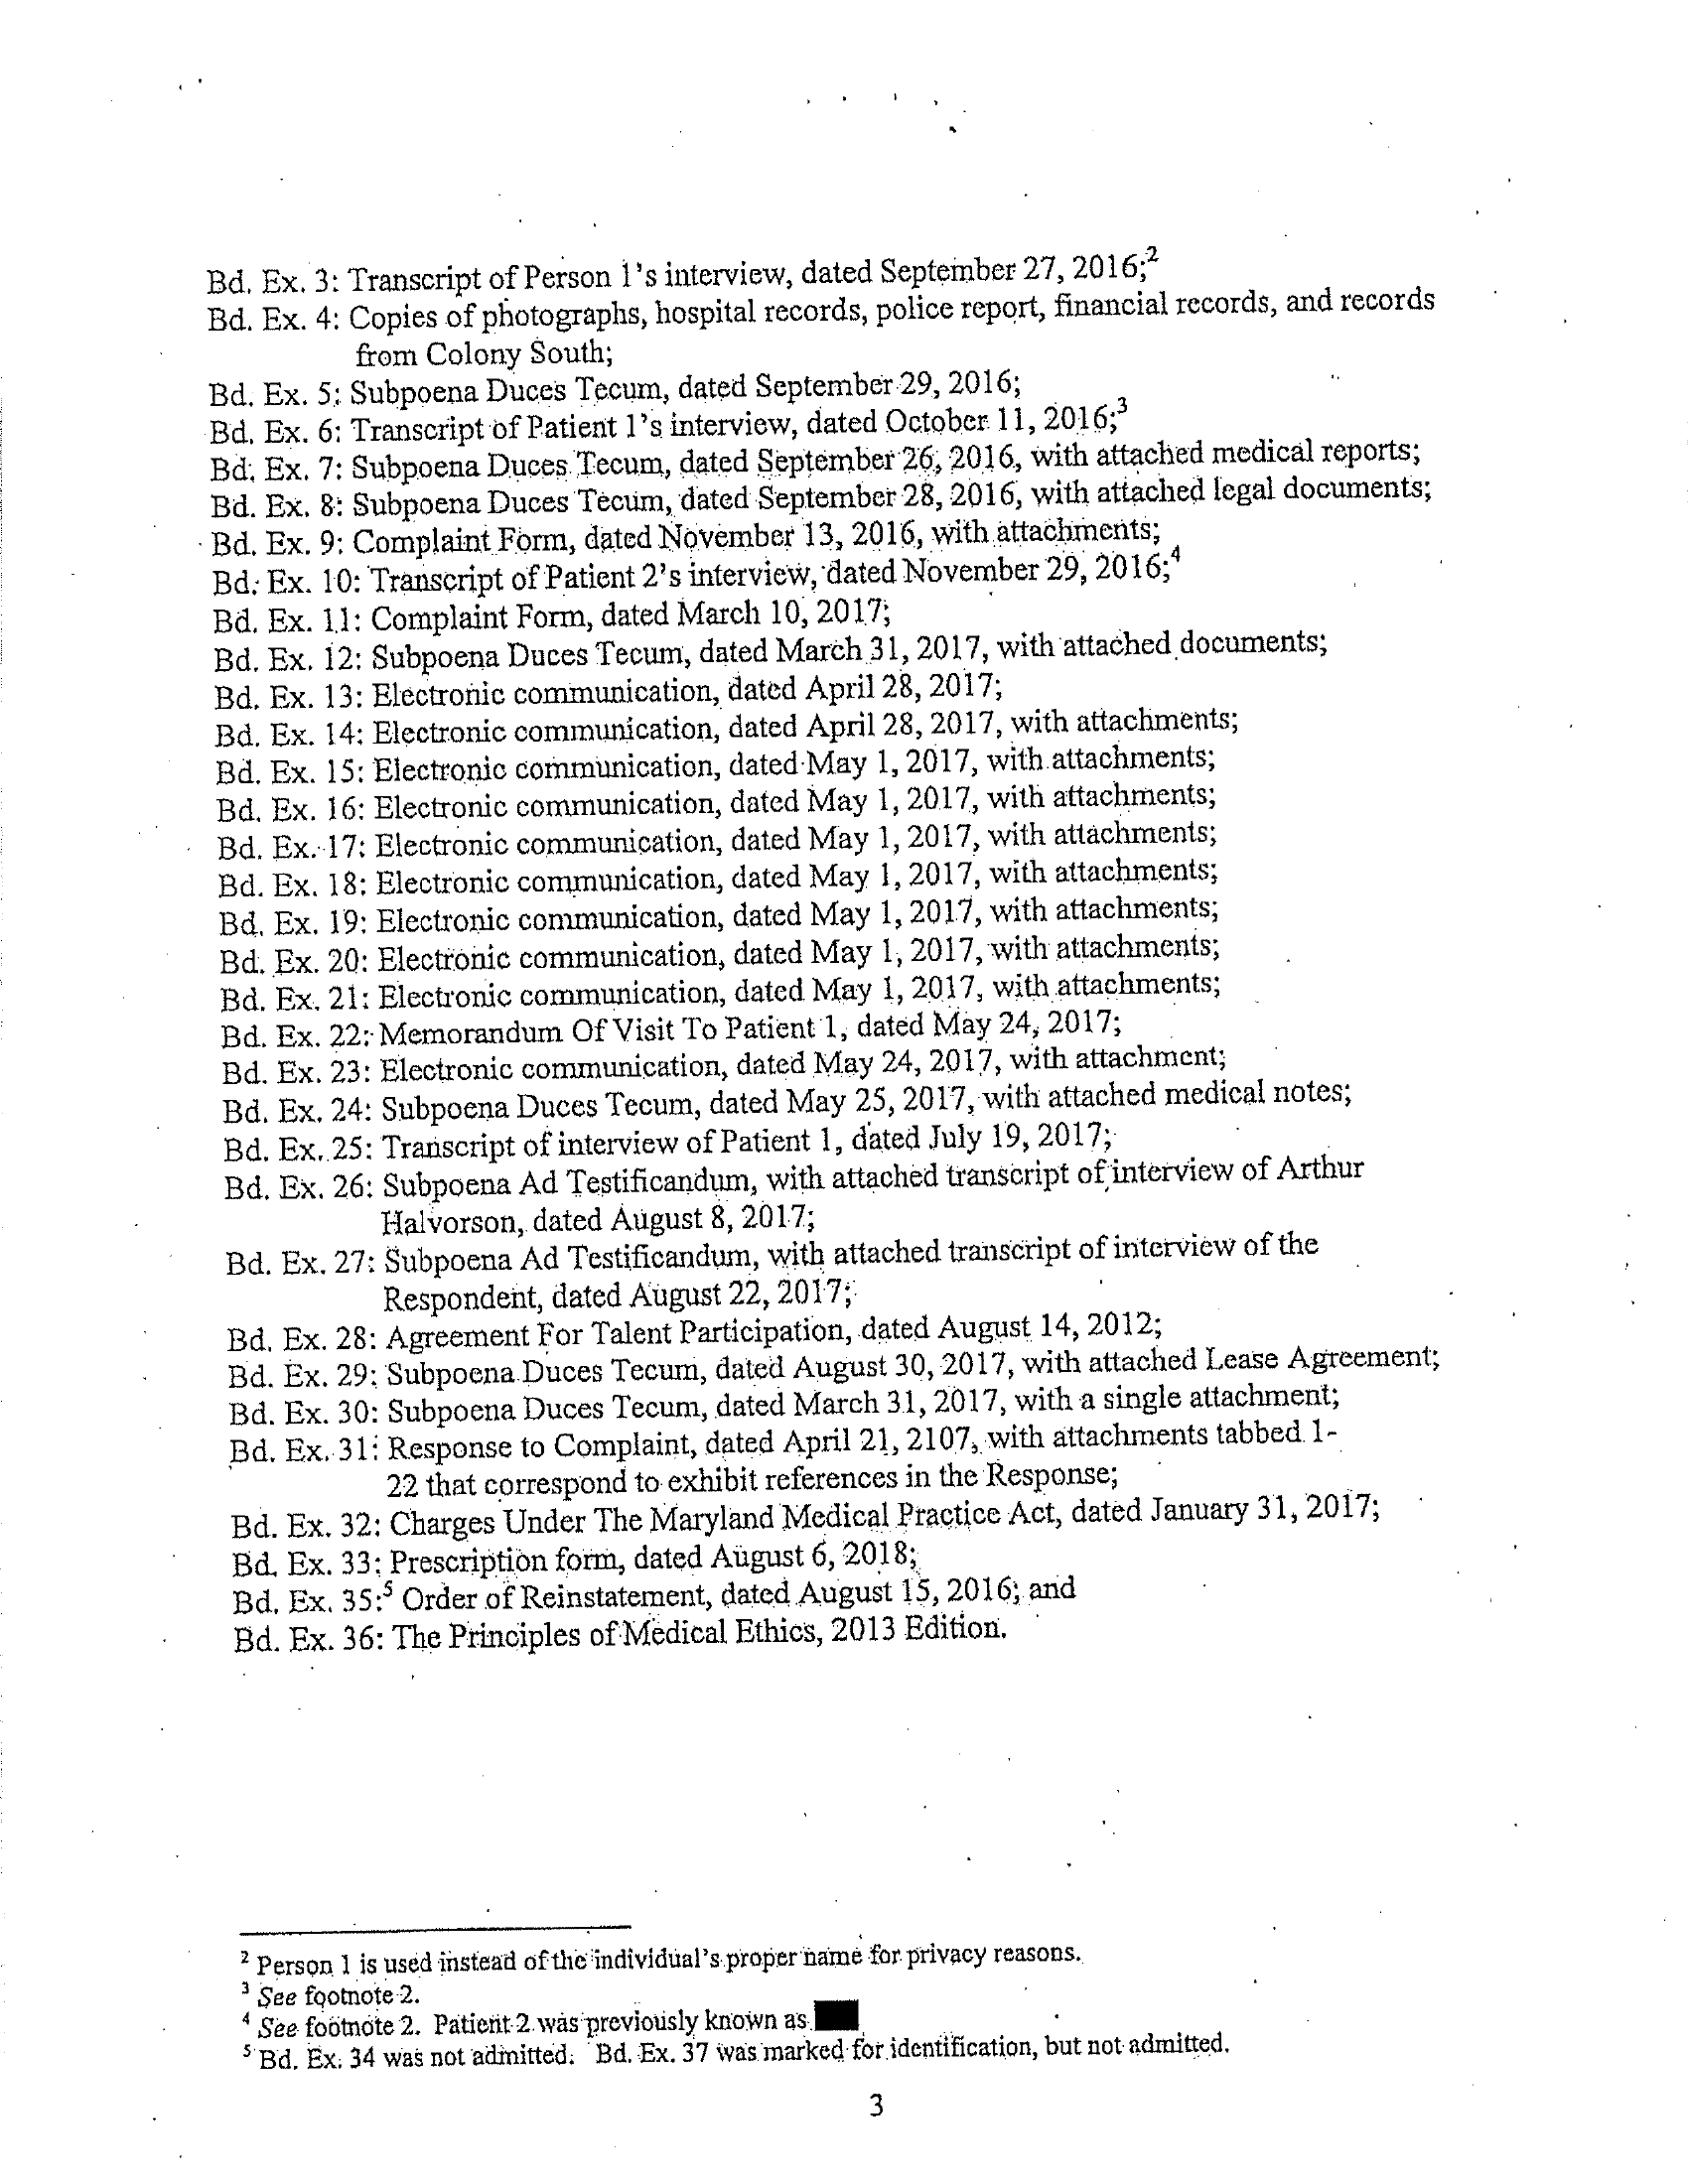 Bd. Ex. 3: Transcript of Person 1's interview, dated September 27, 2016;²
Bd. Ex. 4: Copies of photographs, hospital records, police report, financial records, and records
from Colony South;
Bd. Ex. 5: Subpoena Duces Tecum, dated September 29, 2016;
Bd. Ex. 6: Transcript of Patient 1's interview, dated October 11, 2016;³
Bd. Ex. 7: Subpoena Duces Tecum, dated September 26, 2016, with attached medical reports;
Bd. Ex. 8: Subpoena Duces Tecum, dated September 28, 2016, with attached legal documents;
Bd. Ex. 9: Complaint Form, dated November 13, 2016, with attachments;
Bd. Ex. 10: Transcript of Patient 2's interview, dated November 29, 2016;⁴
Bd. Ex. 11: Complaint Form, dated March 10, 2017;
Bd. Ex. 12: Subpoena Duces Tecum, dated March 31, 2017, with attached documents;
Bd. Ex. 13: Electronic communication, dated April 28, 2017;
Bd. Ex. 14: Electronic communication, dated April 28, 2017, with attachments;
Bd. Ex. 15: Electronic communication, dated May 1, 2017, with attachments;
Bd. Ex. 16: Electronic communication, dated May 1, 2017, with attachments;
Bd. Ex. 17: Electronic communication, dated May 1, 2017, with attachments;
Bd. Ex. 18: Electronic communication, dated May 1, 2017, with attachments;
Bd. Ex. 19: Electronic communication, dated May 1, 2017, with attachments;
Bd. Ex. 20: Electronic communication, dated May 1, 2017, with attachments;
Bd. Ex. 21: Electronic communication, dated May 1, 2017, with attachments;
Bd. Ex. 22: Memorandum Of Visit To Patient 1, dated May 24, 2017;
Bd. Ex. 23: Electronic communication, dated May 24, 2017, with attachment;
Bd. Ex. 24: Subpoena Duces Tecum, dated May 25, 2017, with attached medical notes;
Bd. Ex. 25: Transcript of interview of Patient 1, dated July 19, 2017;
Bd. Ex. 26: Subpoena Ad Testificandum, with attached transcript of interview of Arthur
Halvorson, dated August 8, 2017;
Bd. Ex. 27: Subpoena Ad Testificandum, with attached transcript of interview of the
Respondent, dated August 22, 2017;
Bd. Ex. 28: Agreement For Talent Participation, dated August 14, 2012;
Bd. Ex. 29: Subpoena Duces Tecum, dated August 30, 2017, with attached Lease Agreement;
Bd. Ex. 30: Subpoena Duces Tecum, dated March 31, 2017, with a single attachment;
Bd. Ex. 31: Response to Complaint, dated April 21, 2107, with attachments tabbed 1-
22 that correspond to exhibit references in the Response;
Bd. Ex. 32: Charges Under The Maryland Medical Practice Act, dated January 31, 2017;
Bd. Ex. 33: Prescription form, dated August 6, 2018;
Bd. Ex. 35:⁵ Order of Reinstatement, dated August 15, 2016; and
Bd. Ex. 36: The Principles of Medical Ethics, 2013 Edition.
² Person 1 is used instead of the individual's proper name for privacy reasons.
³ See footnote 2.
⁴ See footnote 2. Patient 2 was previously known as
⁵ Bd. Ex. 34 was not admitted. Bd. Ex. 37 was marked for identification, but not admitted.
3